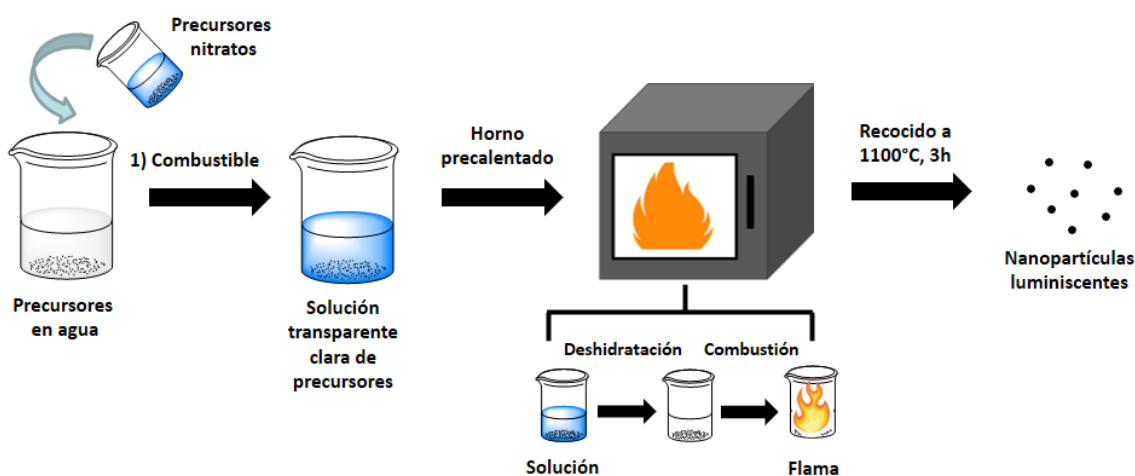 Precursores
nitratos
1) Combustible
Precursores
en agua
Solución
transparente
clara de
precursores
Horno
precalentado
Deshidratación
Combustión
Solución
Flama
Recocido a
1100°C, 3h
Nanopartículas
luminiscentes